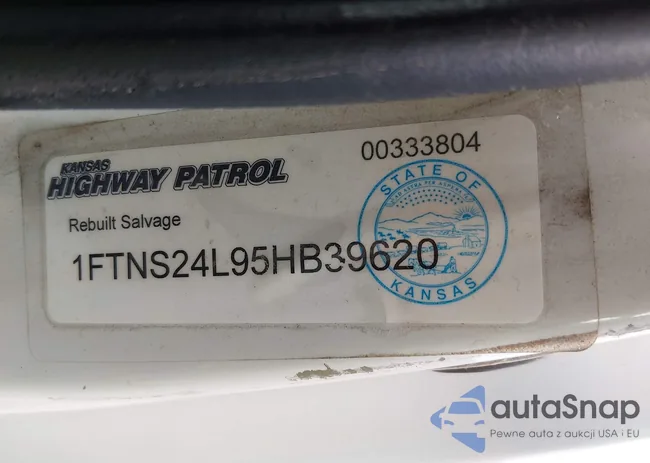 KANSAS
HIGHWAY PATROL
00333804
Rebuilt Salvage
1FTNS24L95HB39620
STATE OF
KANSAS
autaSnap
Pewne auta z aukcji USA i EU